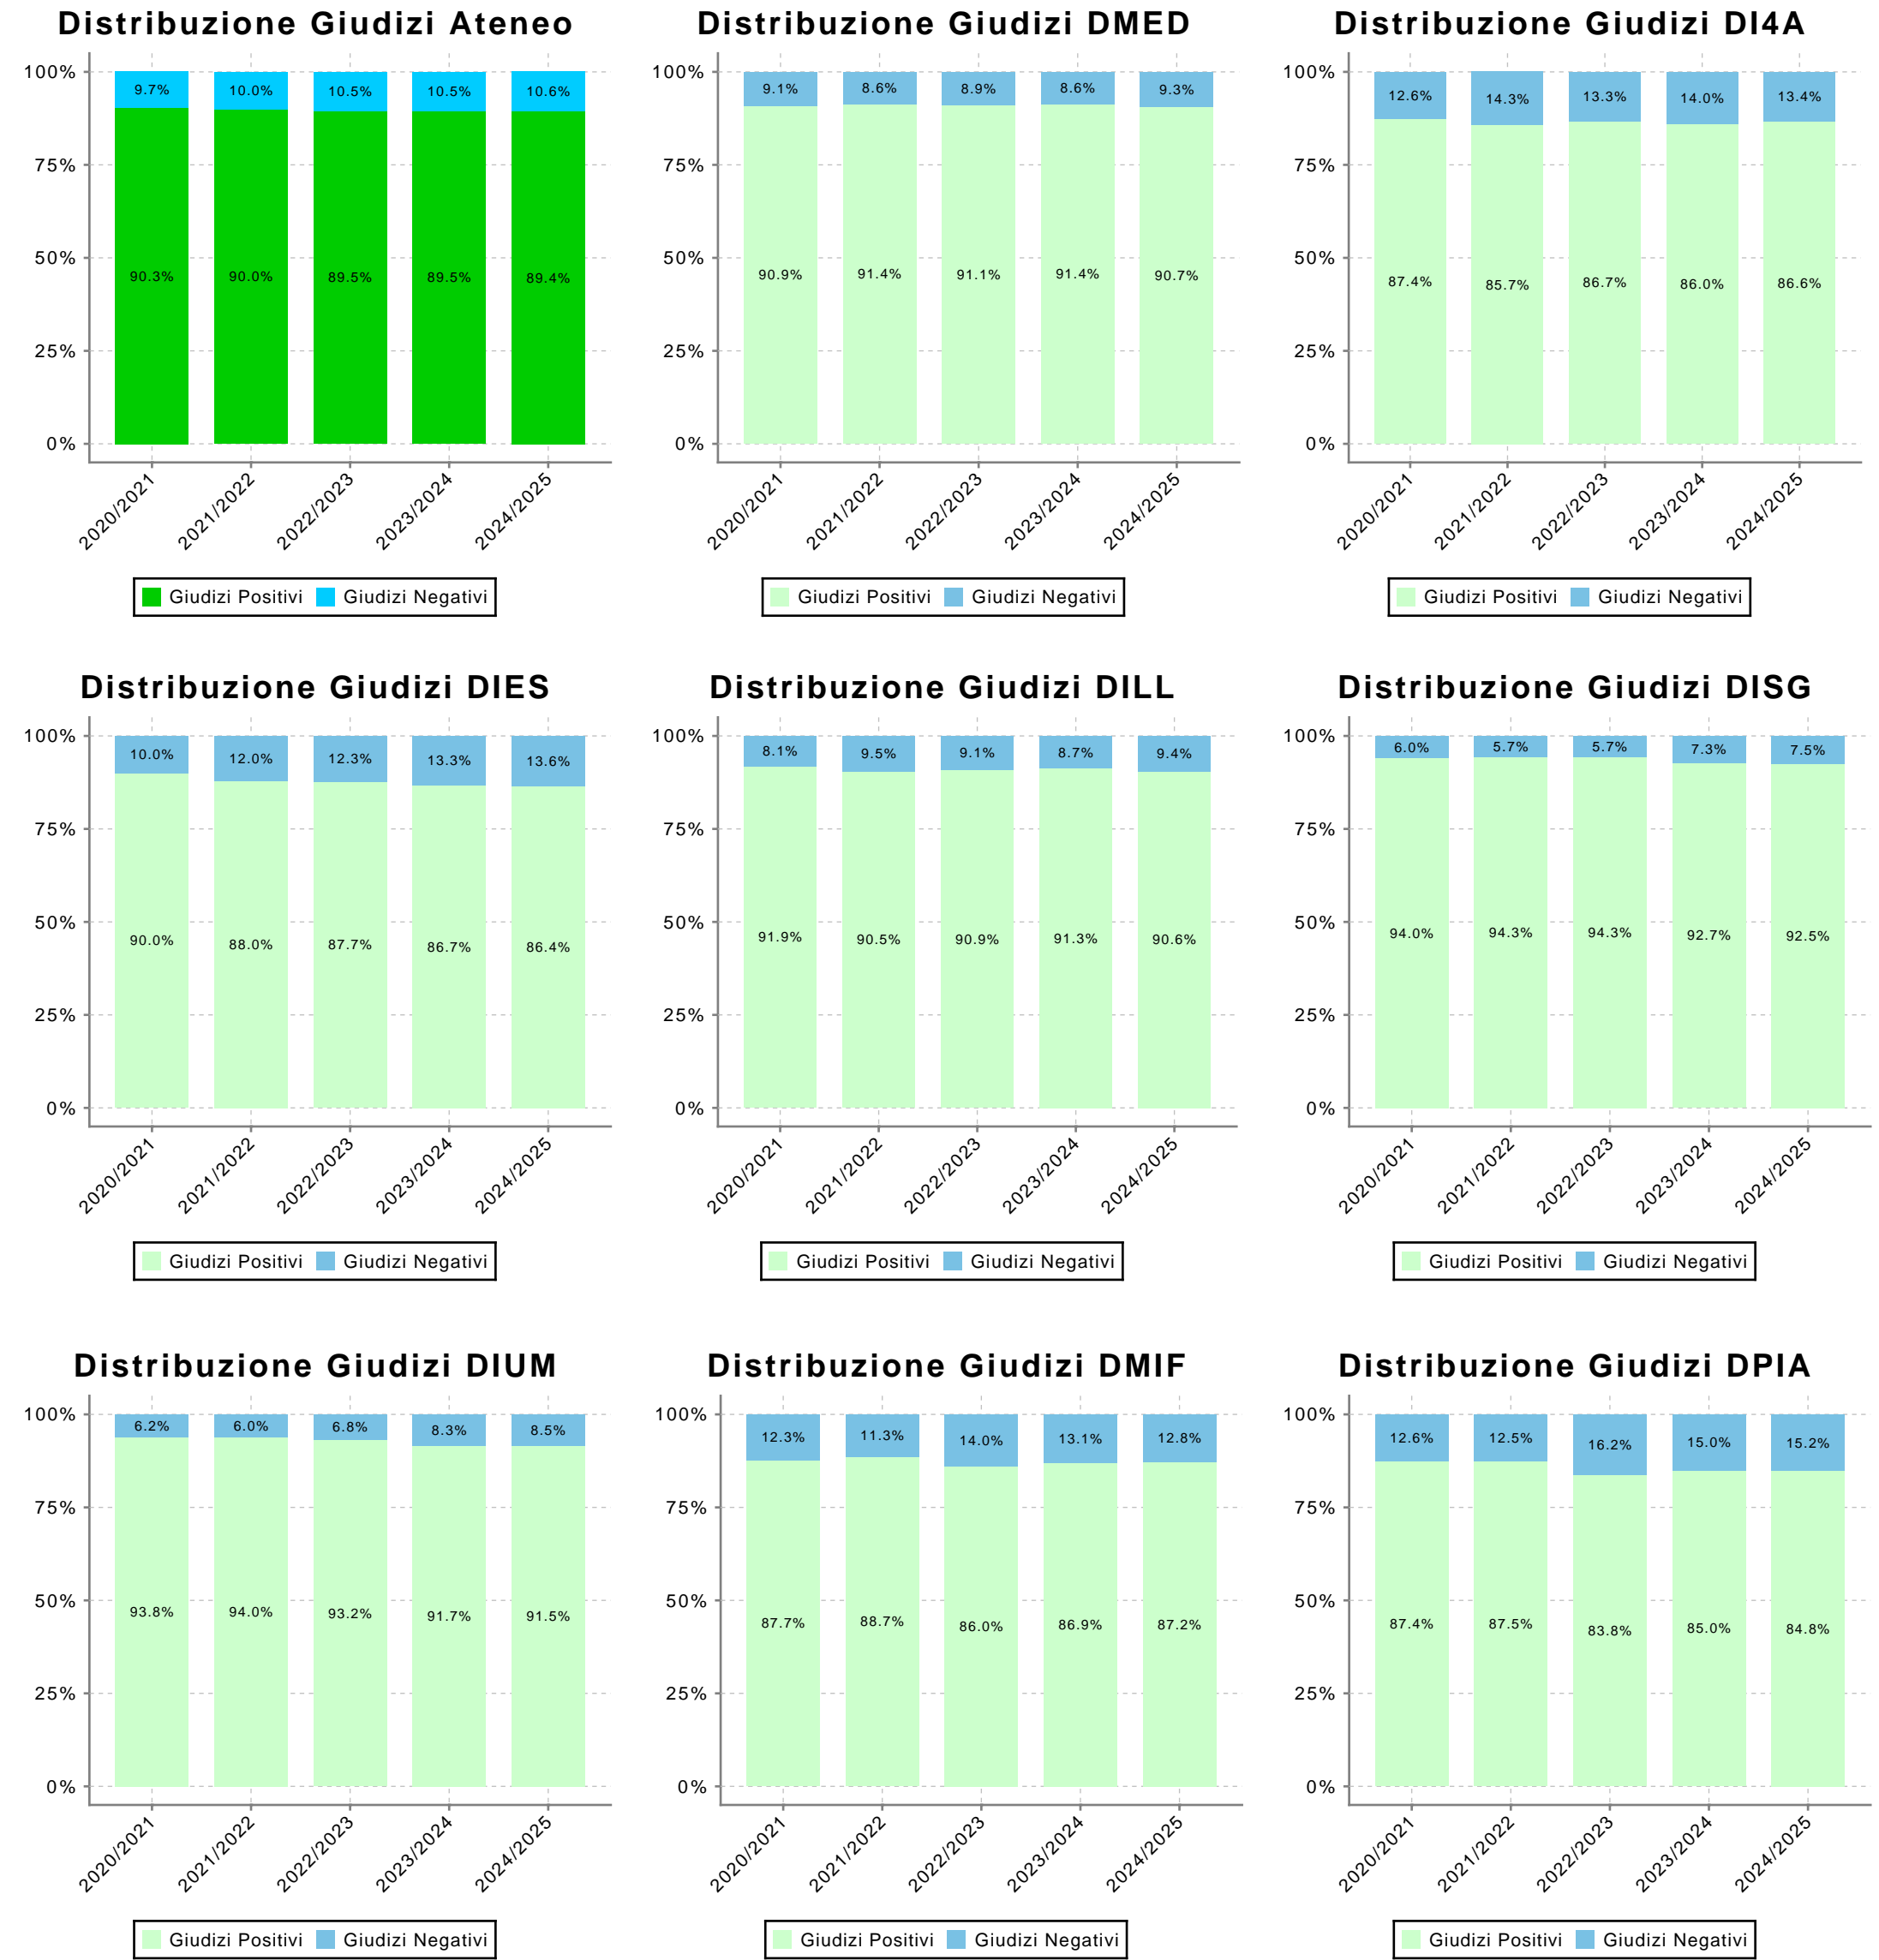 Distribuzione Giudizi Ateneo
100%
75%
50%
25%
0%
9.7% 10.0% 10.5% 10.5% 10.6%
90.3% 90.0% 89.5% 89.5% 89.4%
2020/2021 2021/2022 2022/2023 2023/2024 2024/2025
Giudizi Positivi Giudizi Negativi
Distribuzione Giudizi DMED
100%
75%
50%
25%
0%
9.1% 8.6% 8.9% 8.6% 9.3%
90.9% 91.4% 91.1% 91.4% 90.7%
2020/2021 2021/2022 2022/2023 2023/2024 2024/2025
Giudizi Positivi Giudizi Negativi
Distribuzione Giudizi DI4A
100%
75%
50%
25%
0%
12.6% 14.3% 13.3% 14.0% 13.4%
87.4% 85.7% 86.7% 86.0% 86.6%
2020/2021 2021/2022 2022/2023 2023/2024 2024/2025
Giudizi Positivi Giudizi Negativi
Distribuzione Giudizi DIES
100%
75%
50%
25%
0%
10.0% 12.0% 12.3% 13.3% 13.6%
90.0% 88.0% 87.7% 86.7% 86.4%
2020/2021 2021/2022 2022/2023 2023/2024 2024/2025
Giudizi Positivi Giudizi Negativi
Distribuzione Giudizi DILL
100%
75%
50%
25%
0%
8.1% 9.5% 9.1% 8.7% 9.4%
91.9% 90.5% 90.9% 91.3% 90.6%
2020/2021 2021/2022 2022/2023 2023/2024 2024/2025
Giudizi Positivi Giudizi Negativi
Distribuzione Giudizi DISG
100%
75%
50%
25%
0%
6.0% 5.7% 5.7% 7.3% 7.5%
94.0% 94.3% 94.3% 92.7% 92.5%
2020/2021 2021/2022 2022/2023 2023/2024 2024/2025
Giudizi Positivi Giudizi Negativi
Distribuzione Giudizi DIUM
100%
75%
50%
25%
0%
6.2% 6.0% 6.8% 8.3% 8.5%
93.8% 94.0% 93.2% 91.7% 91.5%
2020/2021 2021/2022 2022/2023 2023/2024 2024/2025
Giudizi Positivi Giudizi Negativi
Distribuzione Giudizi DMIF
100%
75%
50%
25%
0%
12.3% 11.3% 14.0% 13.1% 12.8%
87.7% 88.7% 86.0% 86.9% 87.2%
2020/2021 2021/2022 2022/2023 2023/2024 2024/2025
Giudizi Positivi Giudizi Negativi
Distribuzione Giudizi DPIA
100%
75%
50%
25%
0%
12.6% 12.5% 16.2% 15.0% 15.2%
87.4% 87.5% 83.8% 85.0% 84.8%
2020/2021 2021/2022 2022/2023 2023/2024 2024/2025
Giudizi Positivi Giudizi Negativi